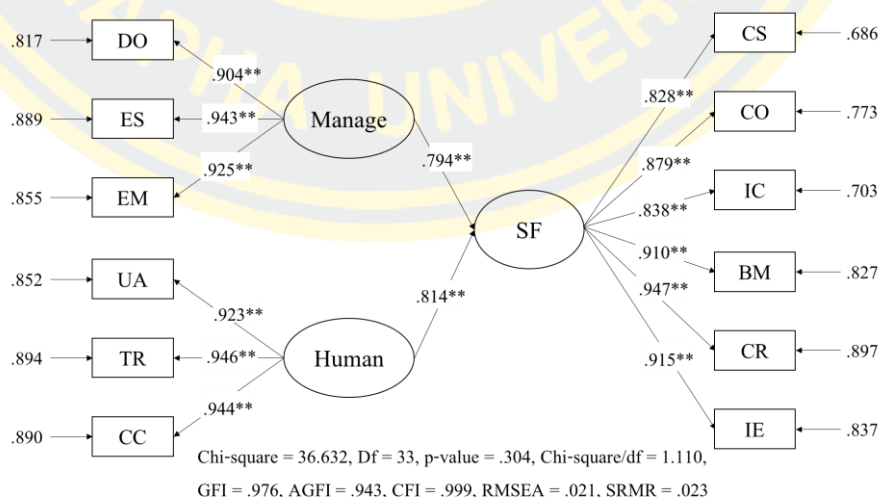 .817 DO CS .686
.904**
.828**
.889 ES .943** Manage CO .773
.794** .879**
.925**
.855 EM .838** IC .703
SF
.910**
.852 UA BM .827
.814** .947**
.923**
.894 TR .946** Human .915** CR .897
.944**
.890 CC IE .837
Chi-square = 36.632, Df = 33, p-value = .304, Chi-square/df = 1.110,
GFI = .976, AGFI = .943, CFI = .999, RMSEA = .021, SRMR = .023
APHA UNIVE